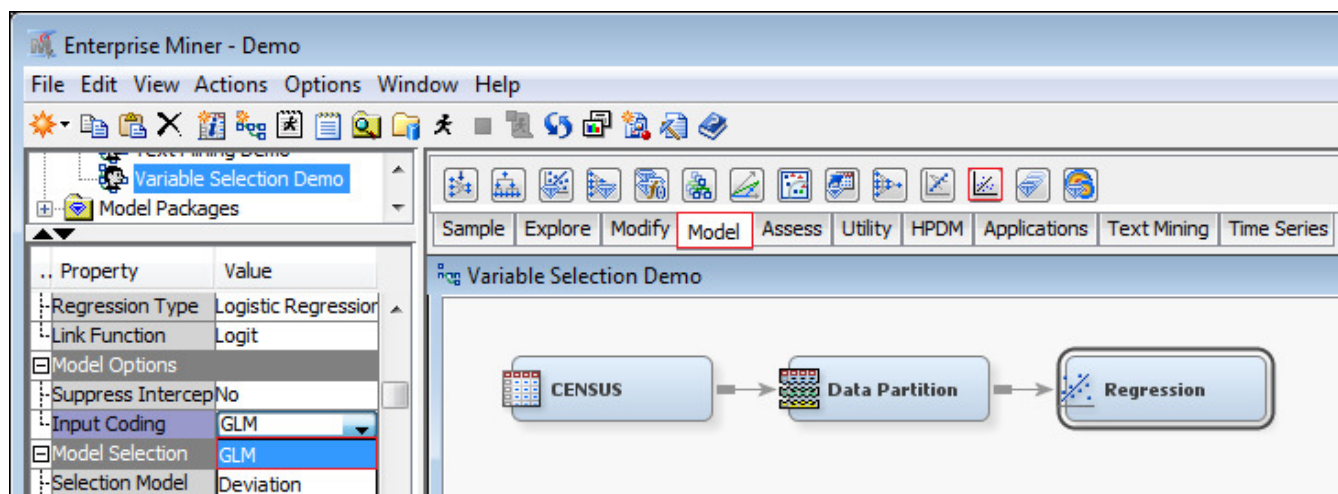 Enterprise Miner - Demo
File Edit View Actions Options Window Help
Text Mining Demo
Variable Selection Demo
Model Packages
Sample Explore Modify Model Assess Utility HPDM Applications Text Mining Time Series
.. Property Value
Variable Selection Demo
Regression Type Logistic Regression
Link Function Logit
Model Options
Suppress Intercep No
Input Coding GLM
Model Selection GLM
Selection Model Deviation
CENSUS Data Partition Regression